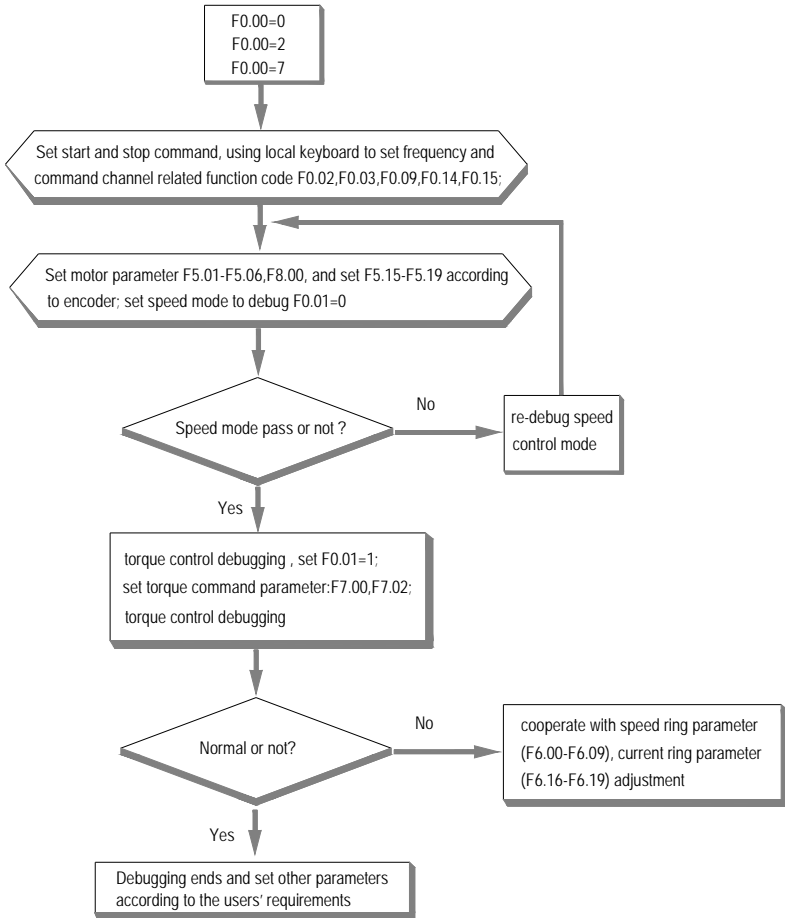 F0.00=0
F0.00=2
F0.00=7
Set start and stop command, using local keyboard to set frequency and
command channel related function code F0.02,F0.03,F0.09,F0.14,F0.15;
Set motor parameter F5.01-F5.06,F8.00, and set F5.15-F5.19 according
to encoder; set speed mode to debug F0.01=0
Speed mode pass or not ?
No
re-debug speed
control mode
Yes
torque control debugging , set F0.01=1;
set torque command parameter:F7.00,F7.02;
torque control debugging
Normal or not?
No
cooperate with speed ring parameter
(F6.00-F6.09), current ring parameter
(F6.16-F6.19) adjustment
Yes
Debugging ends and set other parameters
according to the users' requirements